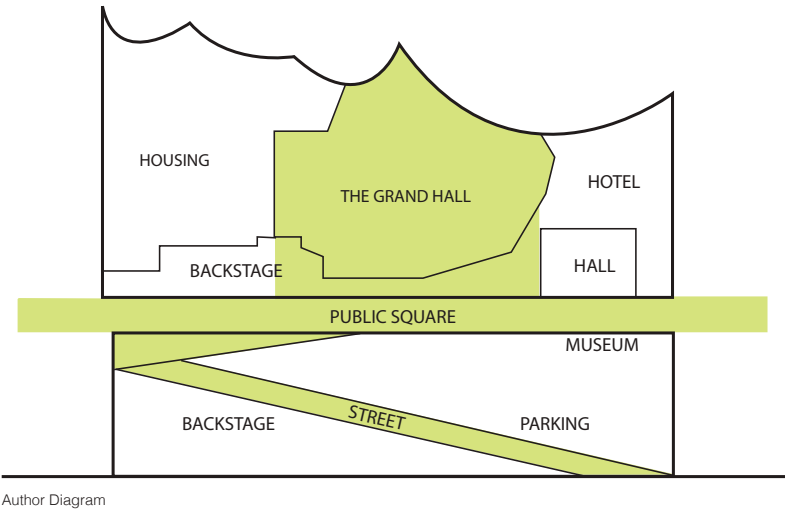 HOUSING
THE GRAND HALL
HOTEL
BACKSTAGE
HALL
PUBLIC SQUARE
MUSEUM
STREET
BACKSTAGE
PARKING
Author Diagram